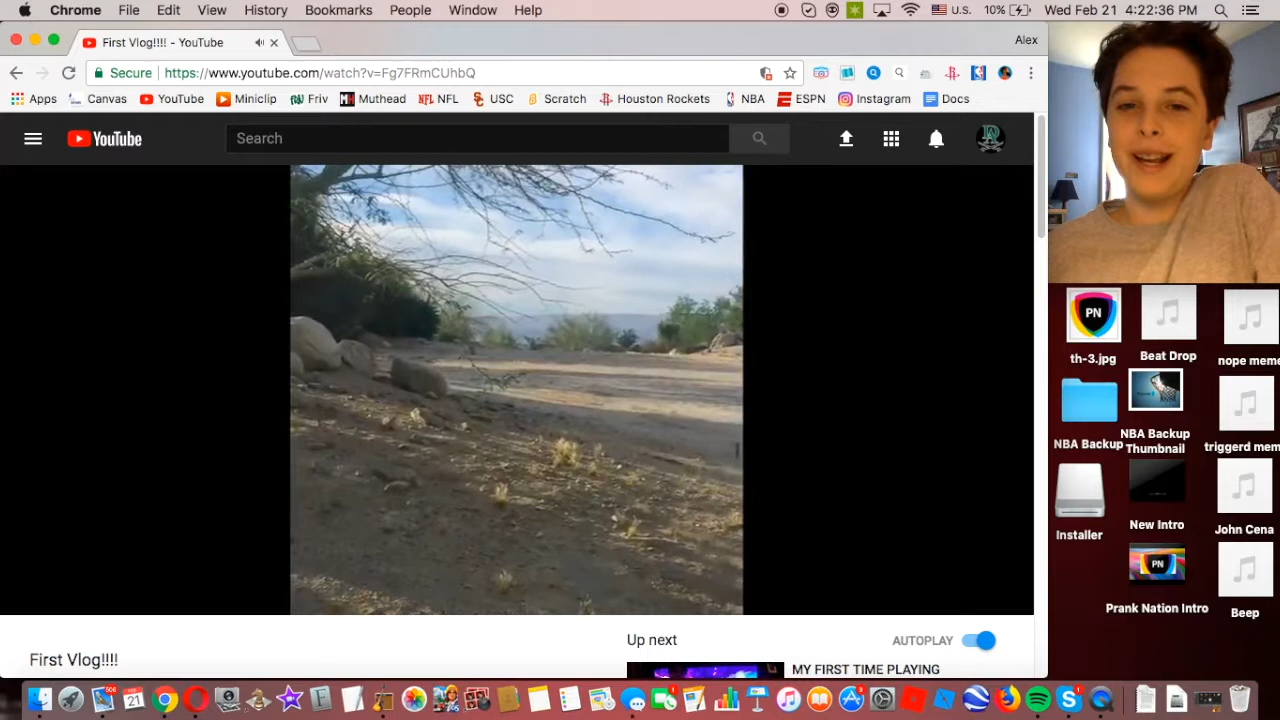 Chrome File Edit View History Bookmarks People Window Help U.S. 10% Wed Feb 21 4:22:36 PM
First Vlog!!!! - YouTube Alex
Secure https://www.youtube.com/watch?v=Fg7FRmCUhbQ
Apps Canvas YouTube Miniclip Friv Muthead NFL USC Scratch Houston Rockets NBA ESPN Instagram Docs
YouTube Search
PN PN
th-3.jpg Beat Drop nope meme
NBA Backup NBA Backup Thumbnail triggerd mem
Installer New Intro John Cena
Prank Nation Intro Beep
Up next AUTOPLAY
First Vlog!!!!
MY FIRST TIME PLAYING